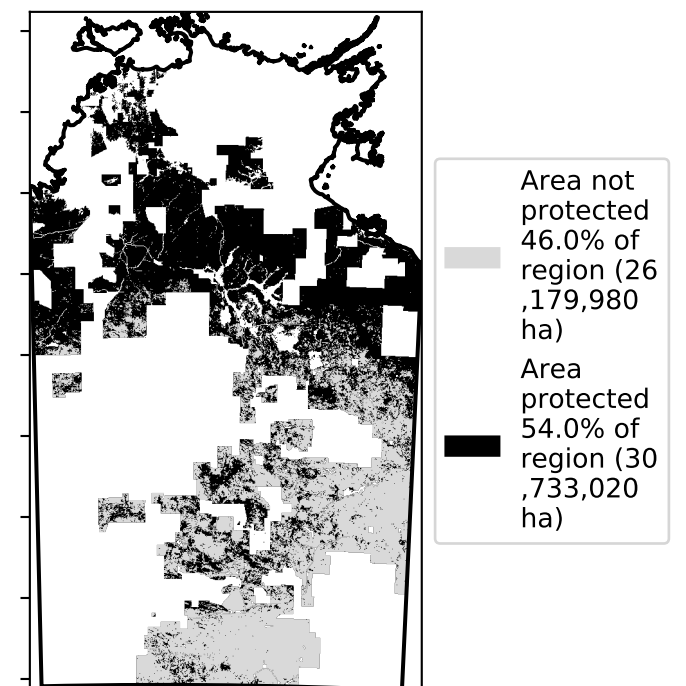 Area not
protected
46.0% of
region (26
,179,980
ha)
Area
protected
54.0% of
region (30
,733,020
ha)